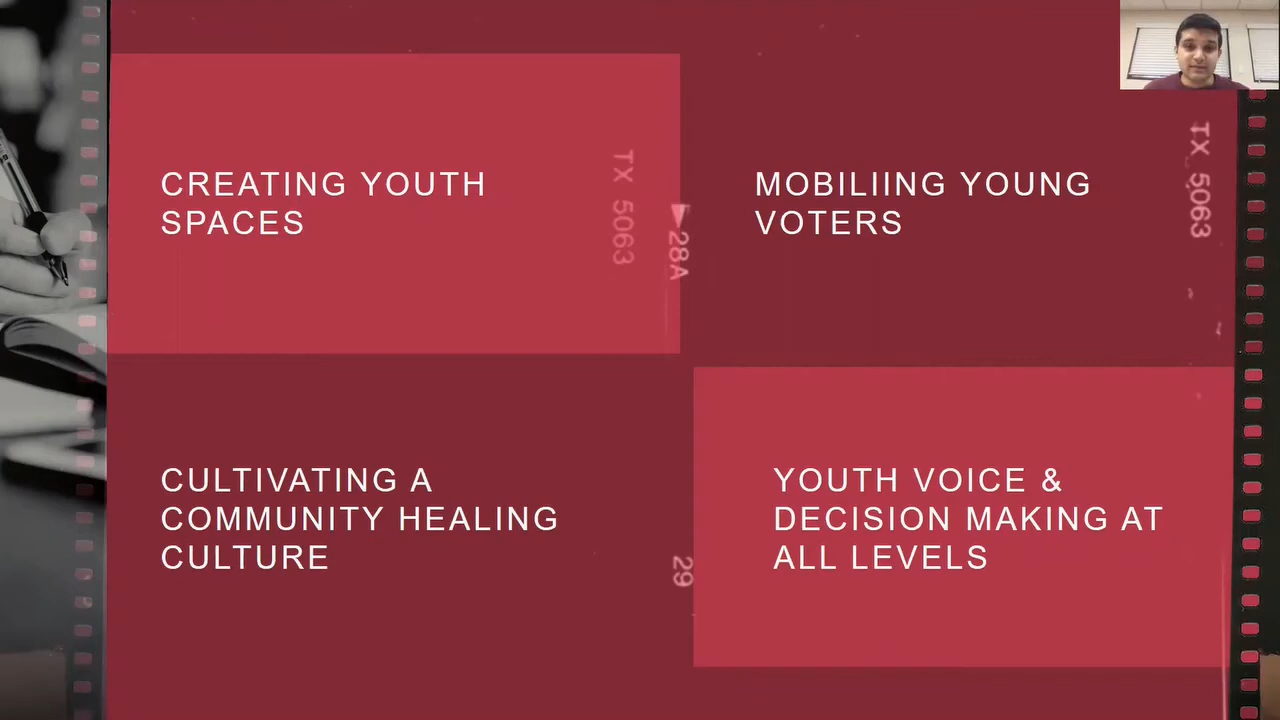 CREATING YOUTH
SPACES
TX 5063
28A
MOBILIING YOUNG
VOTERS
TX 5063
CULTIVATING A
COMMUNITY HEALING
CULTURE
29
YOUTH VOICE &
DECISION MAKING AT
ALL LEVELS